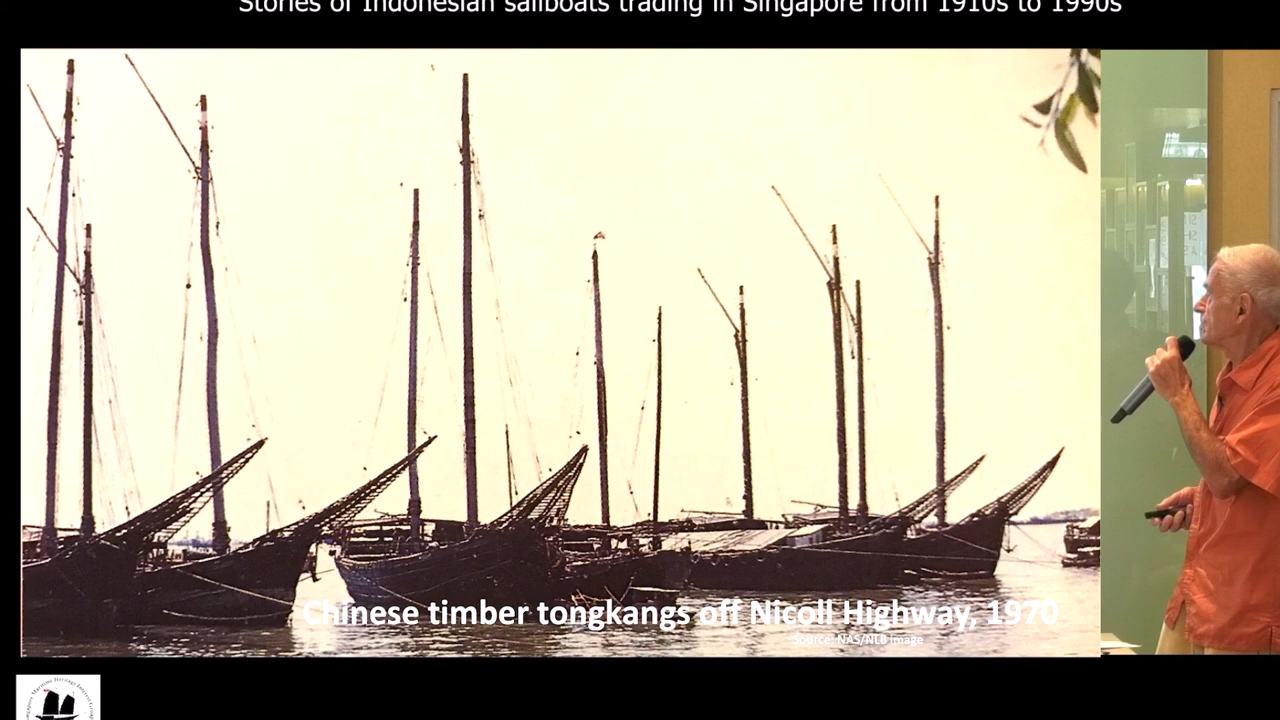 Stories of Indonesian sailboats trading in Singapore from 1910s to 1990s
Chinese timber tongkangs off Nicoll Highway, 1970
Source: NAS/NLB image